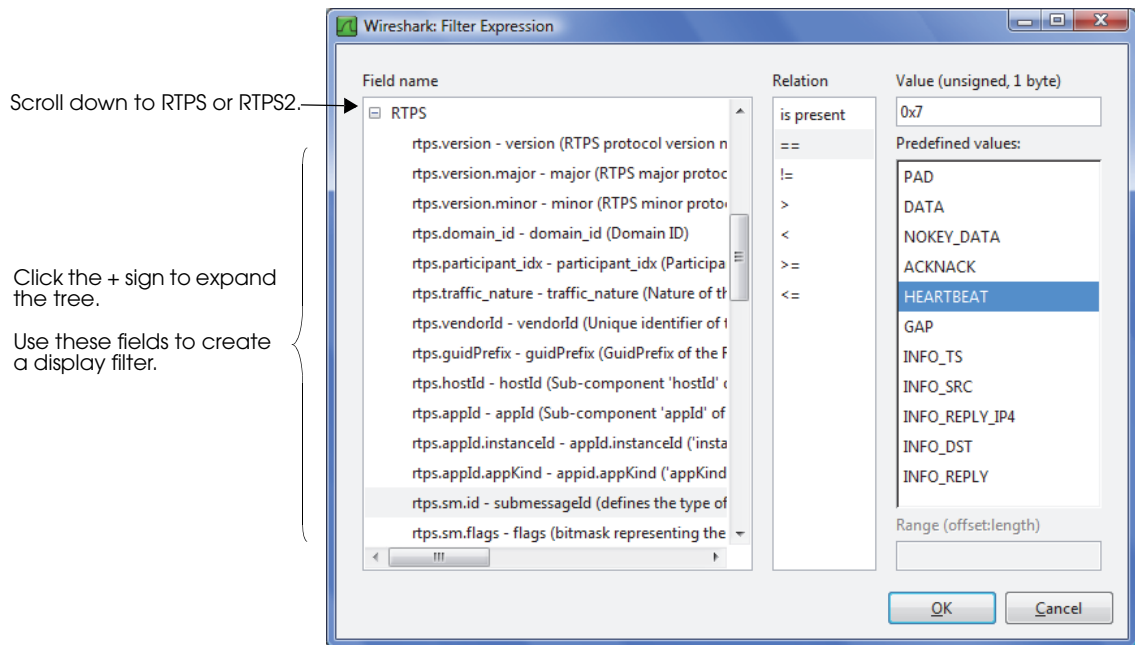 Wireshark: Filter Expression
Scroll down to RTPS or RTPS2.
Click the + sign to expand
the tree.
Use these fields to create
a display filter.
Field name
RTPS
rtps.version - version (RTPS protocol version n
rtps.version.major - major (RTPS major protoc
rtps.version.minor - minor (RTPS minor proto
rtps.domain_id - domain_id (Domain ID)
rtps.participant_idx - participant_idx (Participa
rtps.traffic_nature - traffic_nature (Nature of th
rtps.vendorId - vendorId (Unique identifier of t
rtps.guidPrefix - guidPrefix (GuidPrefix of the R
rtps.hostId - hostId (Sub-component 'hostId' o
rtps.appId - appId (Sub-component 'appId' of
rtps.appId.instanceId - appId.instanceId ('insta
rtps.appId.appKind - appid.appKind ('appKind
rtps.sm.id - submessageId (defines the type of
rtps.sm.flags - flags (bitmask representing the
Relation
is present
==
!=
>
<
>=
<=
Value (unsigned, 1 byte)
0x7
Predefined values:
PAD
DATA
NOKEY_DATA
ACKNACK
HEARTBEAT
GAP
INFO_TS
INFO_SRC
INFO_REPLY_IP4
INFO_DST
INFO_REPLY
Range (offset:length)
OK
Cancel